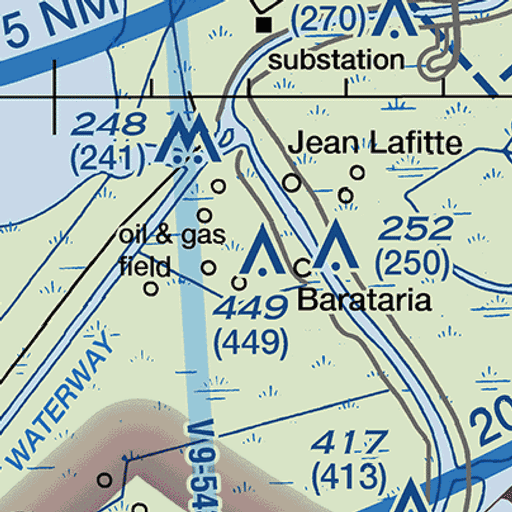 5 NM
(270)
substation
248
(241)
Jean Lafitte
oil & gas
field
252
(250)
C
449
(449)
Barataria
WATERWAY
V9-54
417
(413)
20